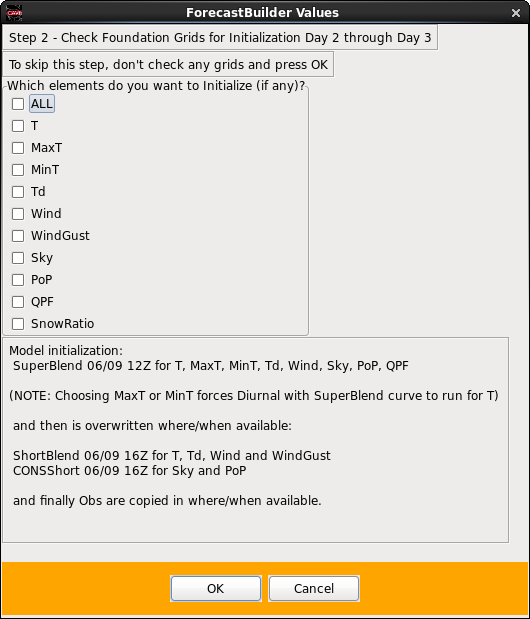 ForecastBuilder Values
Step 2 - Check Foundation Grids for Initialization Day 2 through Day 3
To skip this step, don't check any grids and press OK
Which elements do you want to Initialize (if any)?
ALL
T
MaxT
MinT
Td
Wind
WindGust
Sky
PoP
QPF
SnowRatio
Model initialization:
SuperBlend 06/09 12Z for T, MaxT, MinT, Td, Wind, Sky, PoP, QPF
(NOTE: Choosing MaxT or MinT forces Diurnal with SuperBlend curve to run for T)
and then is overwritten where/when available:
ShortBlend 06/09 16Z for T, Td, Wind and WindGust
CONSShort 06/09 16Z for Sky and PoP
and finally Obs are copied in where/when available.
OK
Cancel